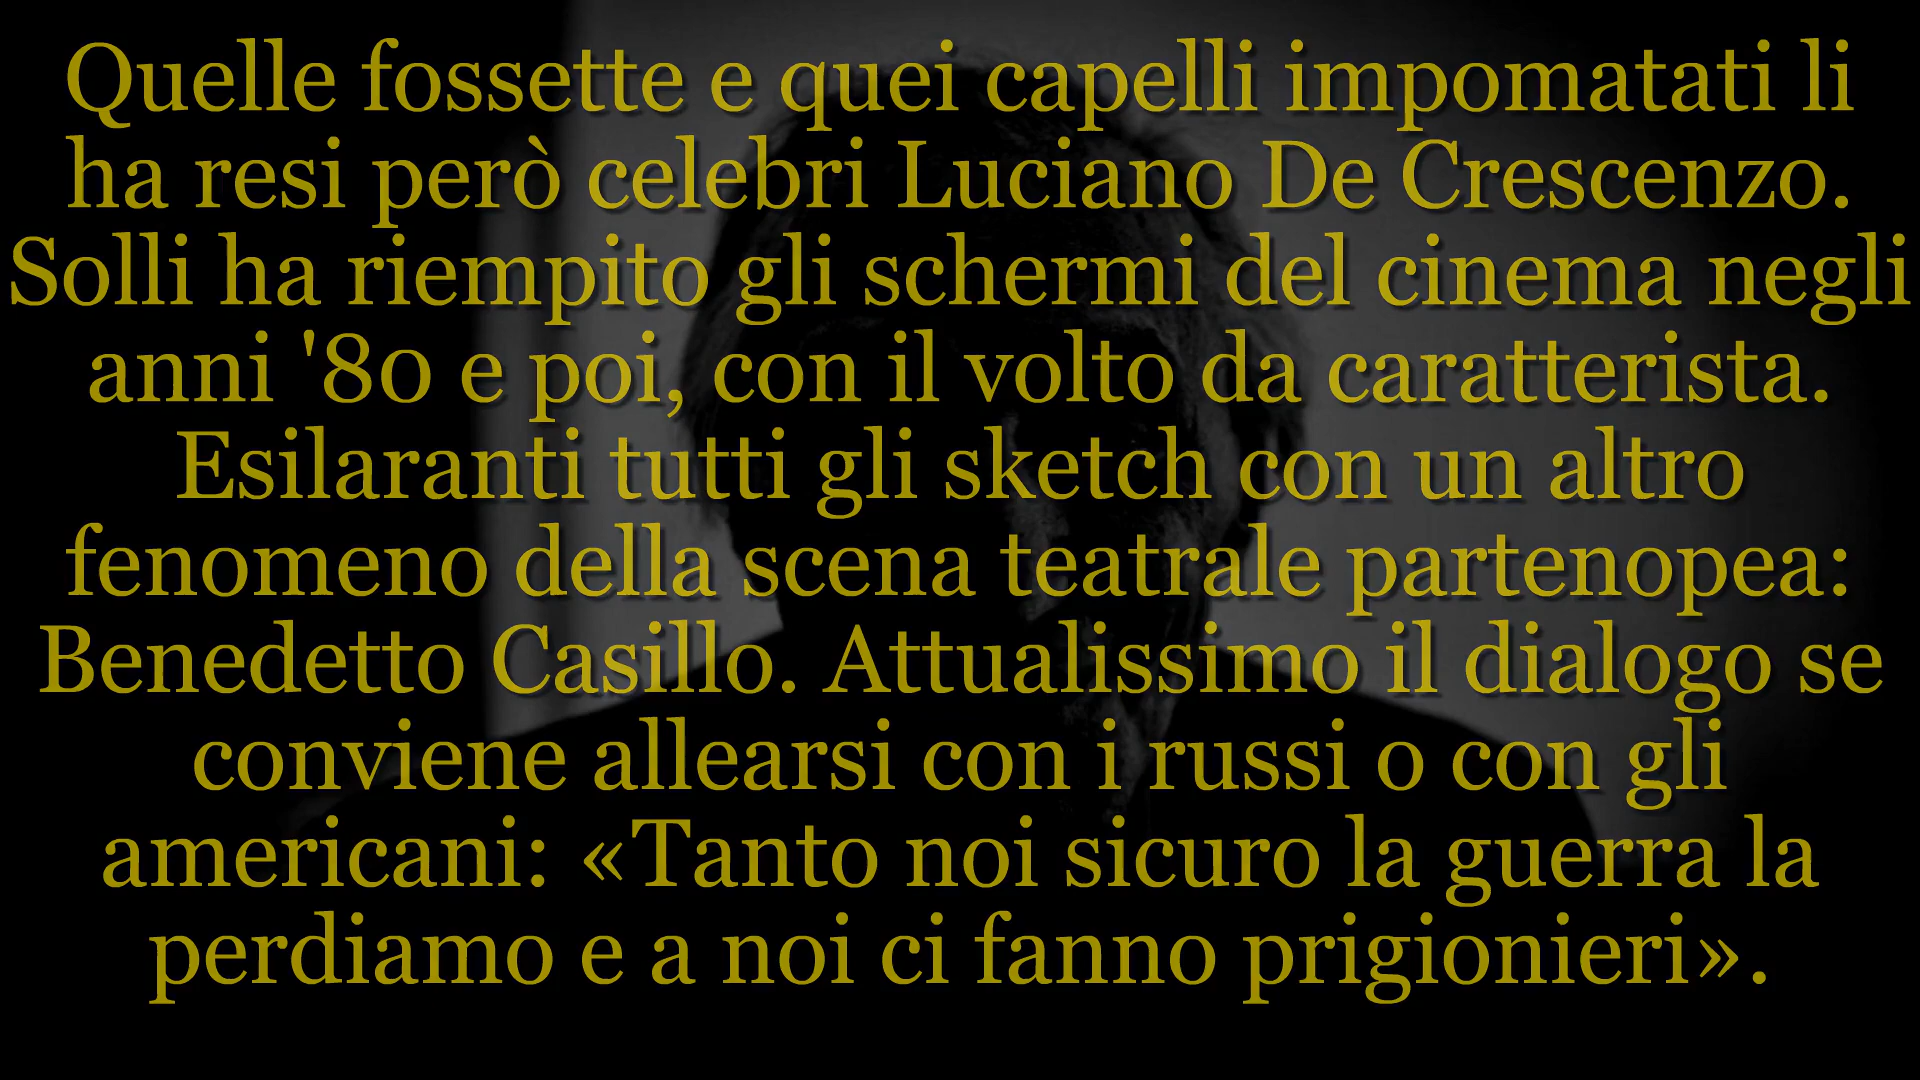 Quelle fossette e quei capelli impomatati li
ha resi però celebri Luciano De Crescenzo.
Solli ha riempito gli schermi del cinema negli
anni '80 e poi, con il volto da caratterista.
Esilaranti tutti gli sketch con un altro
fenomeno della scena teatrale partenopea:
Benedetto Casillo. Attualissimo il dialogo se
conviene allearsi con i russi o con gli
americani: «Tanto noi sicuro la guerra la
perdiamo e a noi ci fanno prigionieri».